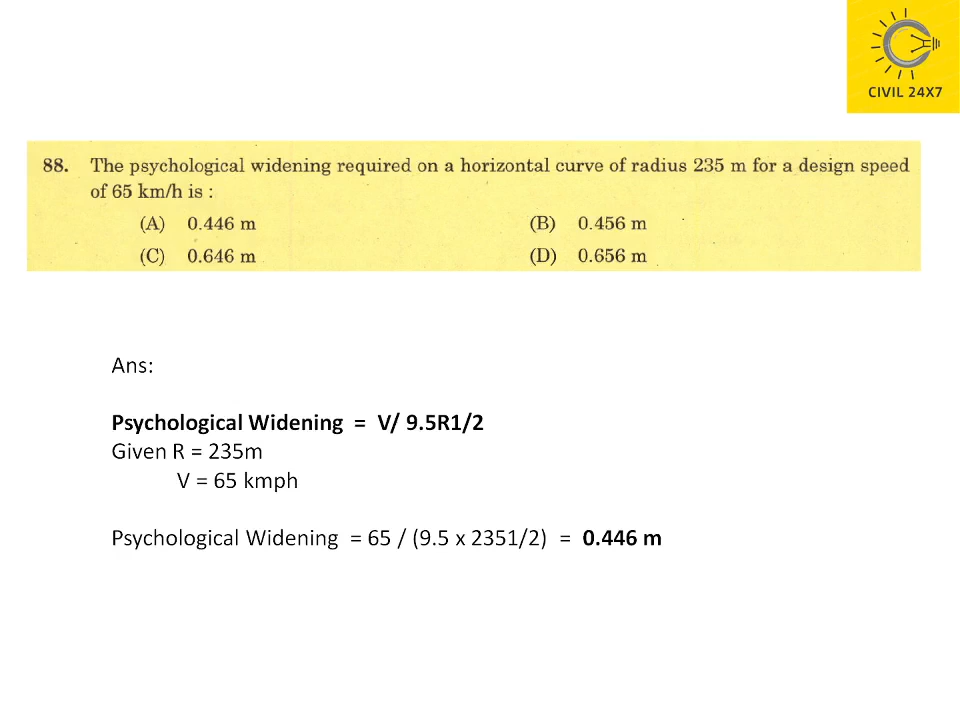 CIVIL 24X7
88. The psychological widening required on a horizontal curve of radius 235 m for a design speed
of 65 km/h is :
(A) 0.446 m (B) 0.456 m
(C) 0.646 m (D) 0.656 m
Ans:
Psychological Widening = V/ 9.5R1/2
Given R = 235m
V = 65 kmph
Psychological Widening = 65 / (9.5 x 2351/2) = 0.446 m